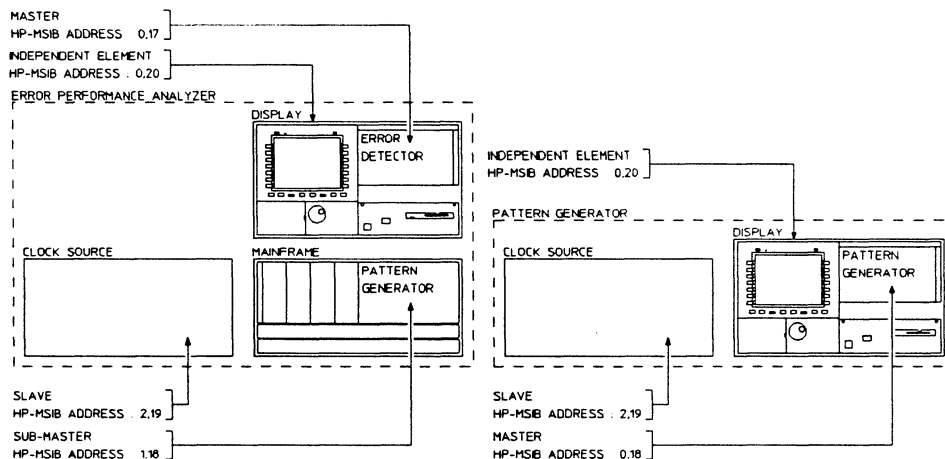 MASTER
HP-MSIB ADDRESS 0,17
INDEPENDENT ELEMENT
HP-MSIB ADDRESS : 0,20
ERROR PERFORMANCE ANALYZER
DISPLAY
ERROR
DETECTOR
CLOCK SOURCE
MAINFRAME
PATTERN
GENERATOR
SLAVE
HP-MSIB ADDRESS : 2,19
SUB-MASTER
HP-MSIB ADDRESS 1,18
INDEPENDENT ELEMENT
HP-MSIB ADDRESS 0,20
PATTERN GENERATOR
DISPLAY
CLOCK SOURCE
PATTERN
GENERATOR
SLAVE
HP-MSIB ADDRESS : 2,19
MASTER
HP-MSIB ADDRESS 0,18